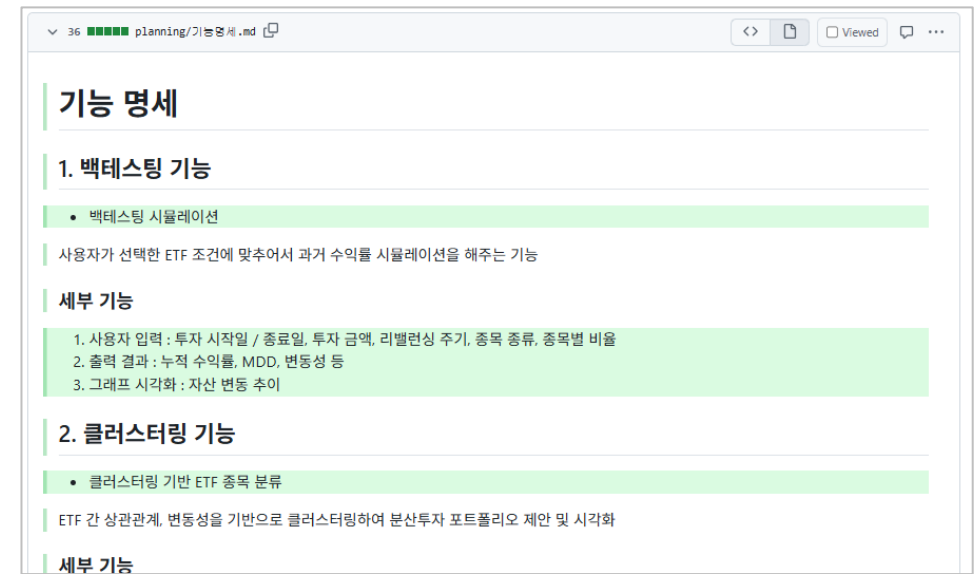 36 planning/기능명세.md
<> Viewed ...
기능 명세
1. 백테스팅 기능
• 백테스팅 시뮬레이션
사용자가 선택한 ETF 조건에 맞추어서 과거 수익률 시뮬레이션을 해주는 기능
세부 기능
1. 사용자 입력 : 투자 시작일 / 종료일, 투자 금액, 리밸런싱 주기, 종목 종류, 종목별 비율
2. 출력 결과 : 누적 수익률, MDD, 변동성 등
3. 그래프 시각화 : 자산 변동 추이
2. 클러스터링 기능
• 클러스터링 기반 ETF 종목 분류
ETF 간 상관관계, 변동성을 기반으로 클러스터링하여 분산투자 포트폴리오 제안 및 시각화
세부 기능